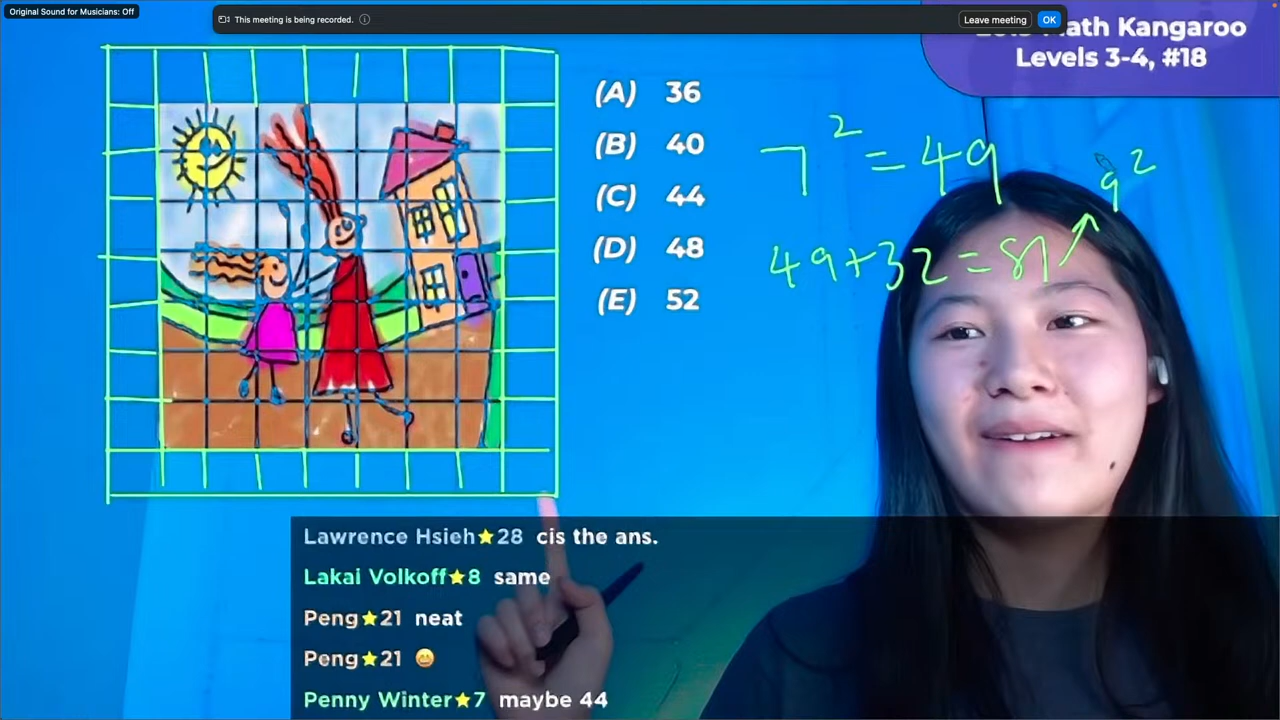 Original Sound for Musicians: Off
This meeting is being recorded.
Leave meeting
OK
Math Kangaroo
Levels 3-4, #18
(A) 36
(B) 40
(C) 44
(D) 48
(E) 52
7² = 49
9²
49+32=81
Lawrence Hsieh⭐28 cis the ans.
Lakai Volkoff⭐8 same
Peng⭐21 neat
Peng⭐21 😄
Penny Winter⭐7 maybe 44